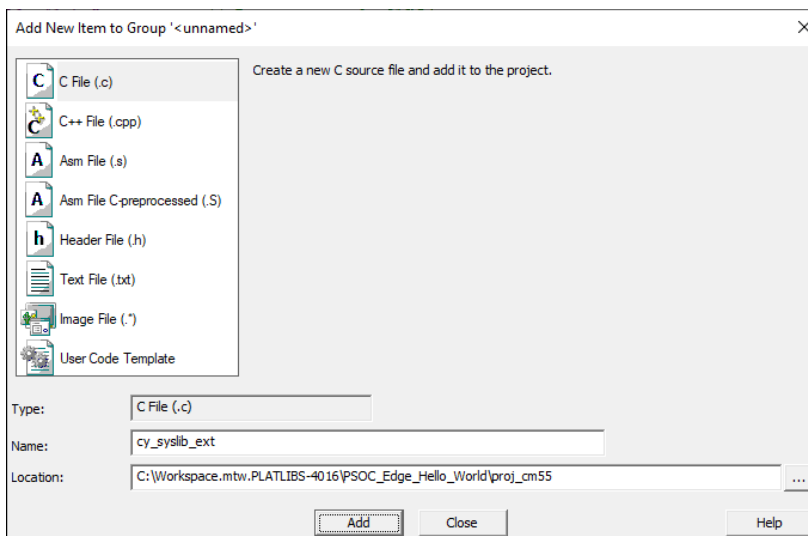 Add New Item to Group '<unnamed>'
C File (.c)
Create a new C source file and add it to the project.
C++ File (.cpp)
Asm File (.s)
Asm File C-preprocessed (.S)
Header File (.h)
Text File (.txt)
Image File (.*)
User Code Template
Type:
C File (.c)
Name:
cy_syslib_ext
Location:
C:\Workspace.mtw.PLATLIBS-4016\PSOC_Edge_Hello_World\proj_cm55
...
Add
Close
Help